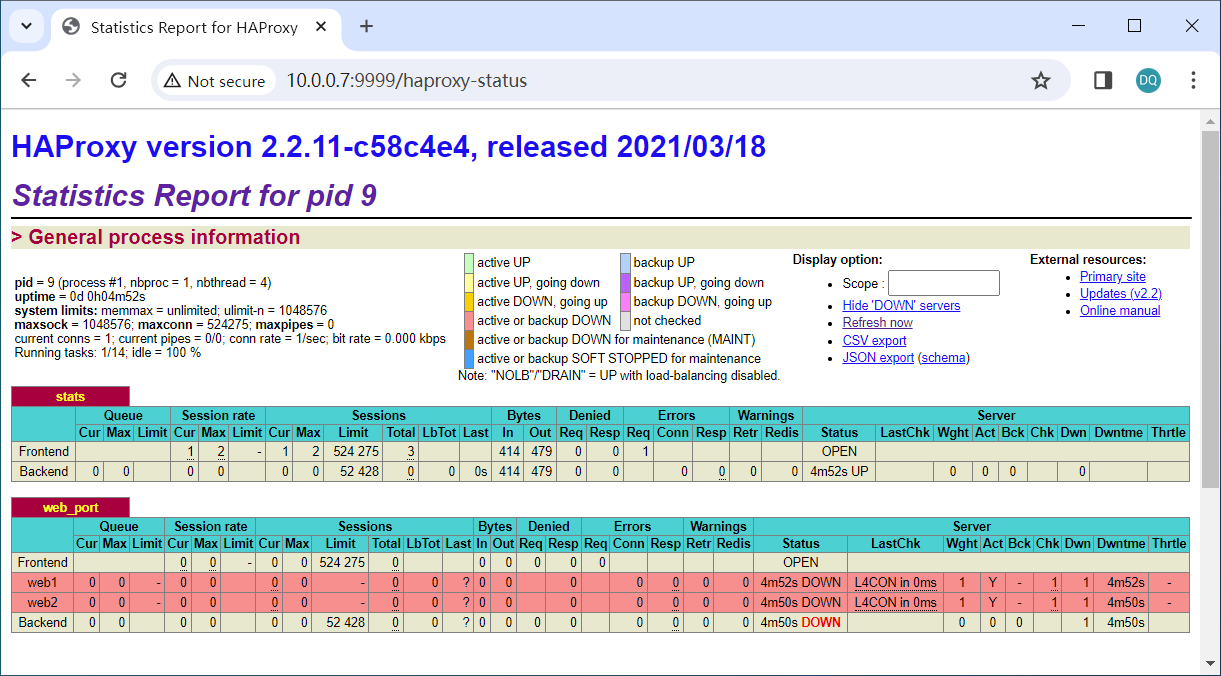 Statistics Report for HAProxy
Not secure 10.0.0.7:9999/haproxy-status DQ
HAProxy version 2.2.11-c58c4e4, released 2021/03/18
Statistics Report for pid 9
> General process information
pid = 9 (process #1, nbproc = 1, nbthread = 4)
uptime = 0d 0h04m52s
system limits: memmax = unlimited; ulimit-n = 1048576
maxsock = 1048576; maxconn = 524275; maxpipes = 0
current conns = 1; current pipes = 0/0; conn rate = 1/sec; bit rate = 0.000 kbps
Running tasks: 1/14; idle = 100 %
active UP backup UP
active UP, going down backup UP, going down
active DOWN, going up backup DOWN, going up
active or backup DOWN not checked
active or backup DOWN for maintenance (MAINT)
active or backup SOFT STOPPED for maintenance
Note: "NOLB"/"DRAIN" = UP with load-balancing disabled.
Display option:
Scope :
Hide 'DOWN' servers
Refresh now
CSV export
JSON export (schema)
External resources:
Primary site
Updates (v2.2)
Online manual
stats
Queue Session rate Sessions Bytes Denied Errors Warnings Server
Cur Max Limit Cur Max Limit Cur Max Limit Total LbTot Last In Out Req Resp Req Conn Resp Retr Redis Status LastChk Wght Act Bck Chk Dwn Dwntme Thrtle
Frontend 1 2 - 1 2 524 275 3 414 479 0 0 1 OPEN
Backend 0 0 0 0 0 0 52 428 0 0 0s 414 479 0 0 0 0 0 0 4m52s UP 0 0 0 0
web_port
Queue Session rate Sessions Bytes Denied Errors Warnings Server
Cur Max Limit Cur Max Limit Cur Max Limit Total LbTot Last In Out Req Resp Req Conn Resp Retr Redis Status LastChk Wght Act Bck Chk Dwn Dwntme Thrtle
Frontend 0 0 - 0 0 524 275 0 0 0 0 0 0 OPEN
web1 0 0 - 0 0 0 0 - 0 0 ? 0 0 0 0 0 0 0 4m52s DOWN L4CON in 0ms 1 Y - 1 1 4m52s -
web2 0 0 - 0 0 0 0 - 0 0 ? 0 0 0 0 0 0 0 4m50s DOWN L4CON in 0ms 1 Y - 1 1 4m50s -
Backend 0 0 0 0 0 0 52 428 0 0 ? 0 0 0 0 0 0 0 0 4m50s DOWN 0 0 0 1 4m50s